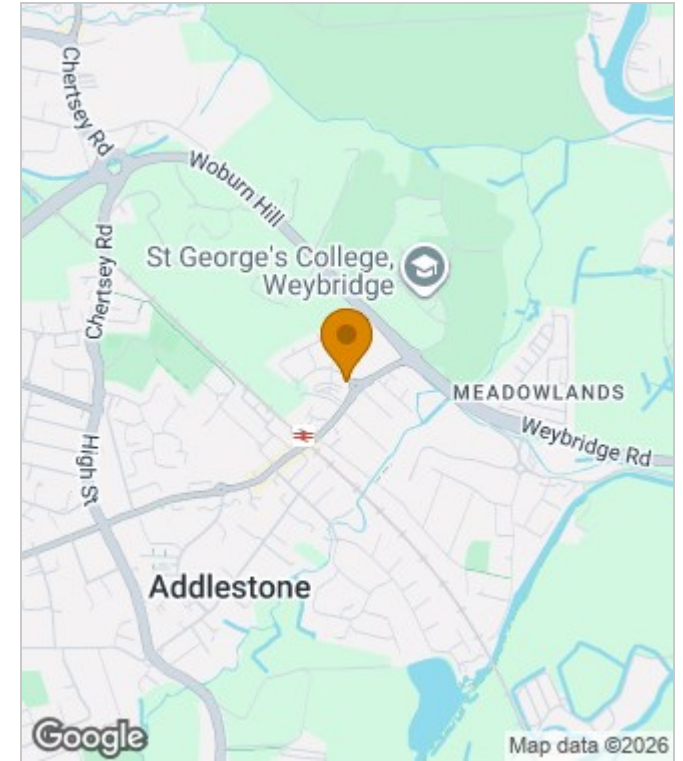 Chertsey Rd
Woburn Hill
Chertsey Rd
St George's College,
Weybridge
MEADOWLANDS
Weybridge Rd
High St
Addlestone
Google
Map data ©2026